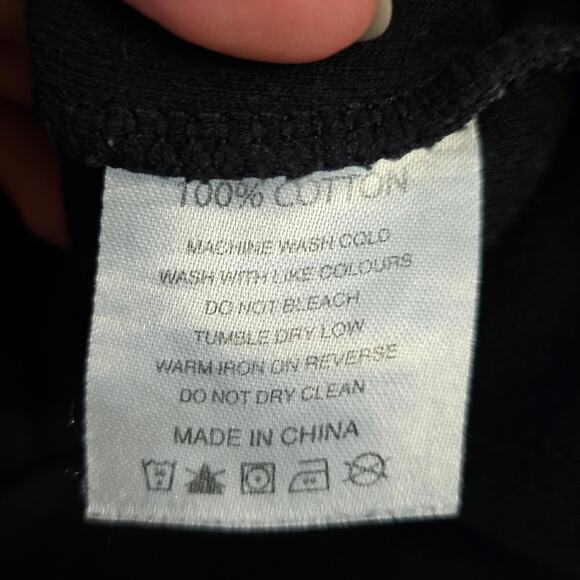 100% COTTON
MACHINE WASH COLD
WASH WITH LIKE COLOURS
DO NOT BLEACH
TUMBLE DRY LOW
WARM IRON ON REVERSE
DO NOT DRY CLEAN
MADE IN CHINA